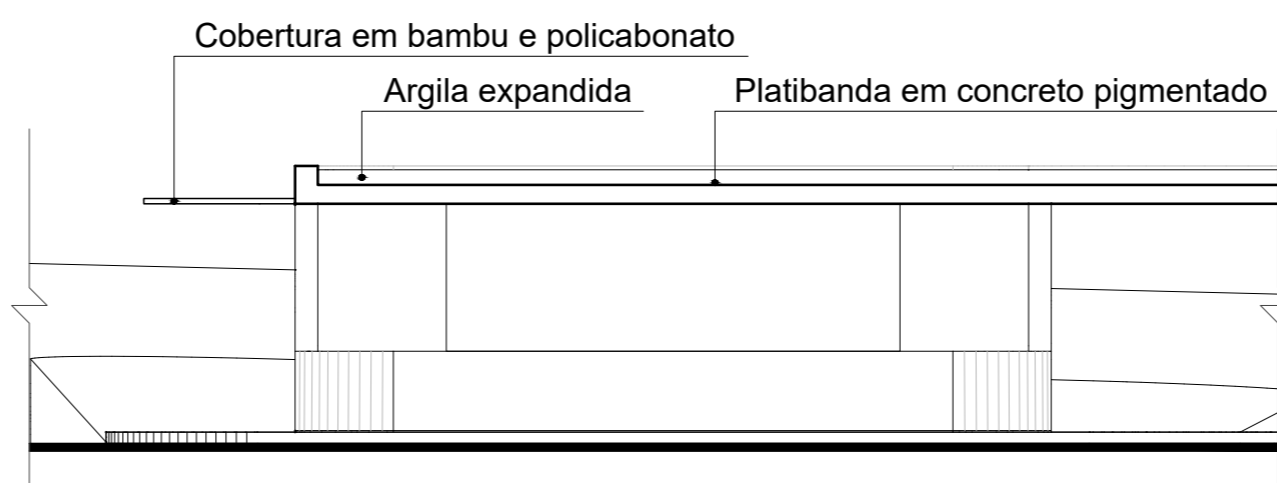 Cobertura em bambu e policabonato
Argila expandida
Platibanda em concreto pigmentado